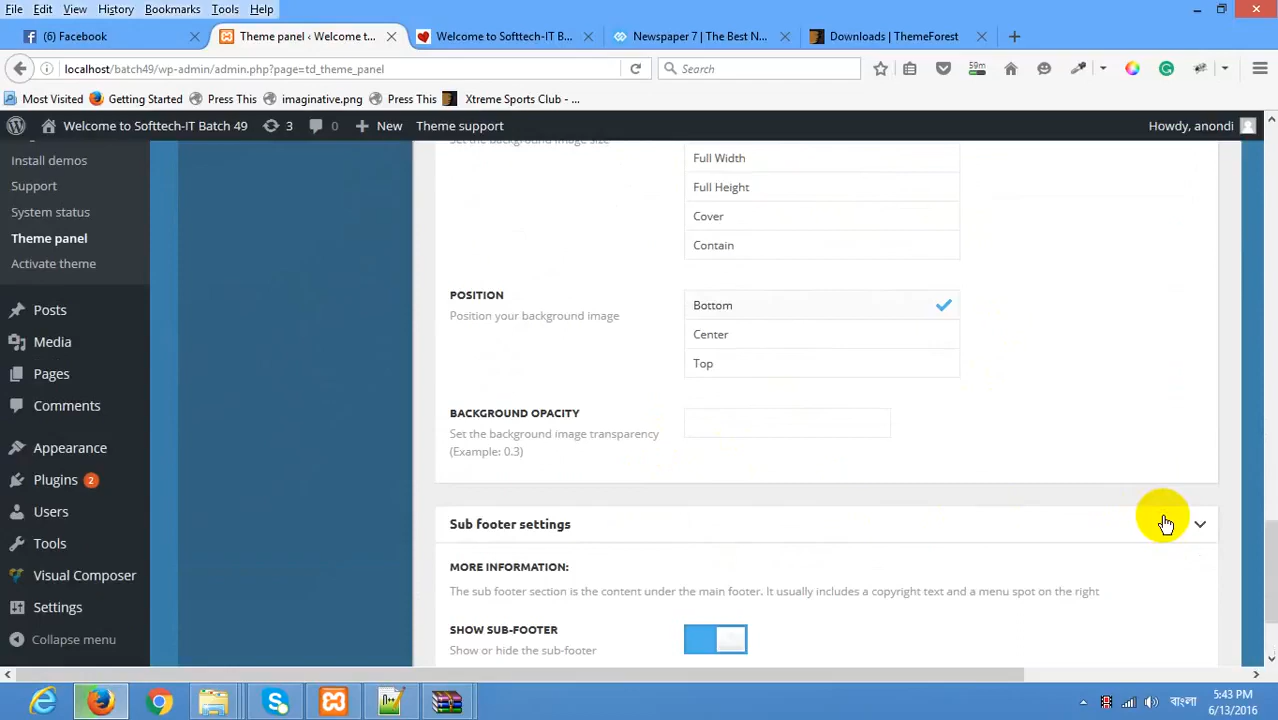 File Edit View History Bookmarks Tools Help
(6) Facebook
Theme panel ‹ Welcome t...
Welcome to Softtech-IT B...
Newspaper 7 | The Best N...
Downloads | ThemeForest
localhost/batch49/wp-admin/admin.php?page=td_theme_panel
Search
59m
Most Visited Getting Started Press This imaginative.png Press This Xtreme Sports Club - ...
Welcome to Softtech-IT Batch 49 3 0 New Theme support Howdy, anondi
Install demos
Support
System status
Theme panel
Activate theme
Posts
Media
Pages
Comments
Appearance
Plugins 2
Users
Tools
Visual Composer
Settings
Collapse menu
Set the background image size
Full Width
Full Height
Cover
Contain
POSITION
Position your background image
Bottom
Center
Top
BACKGROUND OPACITY
Set the background image transparency
(Example: 0.3)
Sub footer settings
MORE INFORMATION:
The sub footer section is the content under the main footer. It usually includes a copyright text and a menu spot on the right
SHOW SUB-FOOTER
Show or hide the sub-footer
বাংলা
5:43 PM
6/13/2016